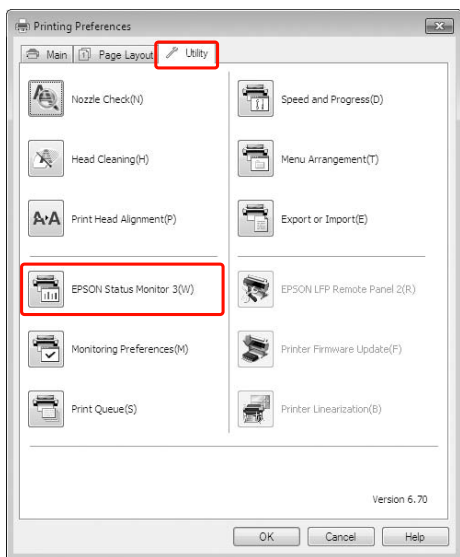 Printing Preferences
Main Page Layout Utility
Nozzle Check(N) Speed and Progress(D)
Head Cleaning(H) Menu Arrangement(T)
A A Print Head Alignment(P) Export or Import(E)
EPSON Status Monitor 3(W) EPSON LFP Remote Panel 2(R)
Monitoring Preferences(M) Printer Firmware Update(F)
Print Queue(S) Printer Linearization(B)
Version 6.70
OK Cancel Help